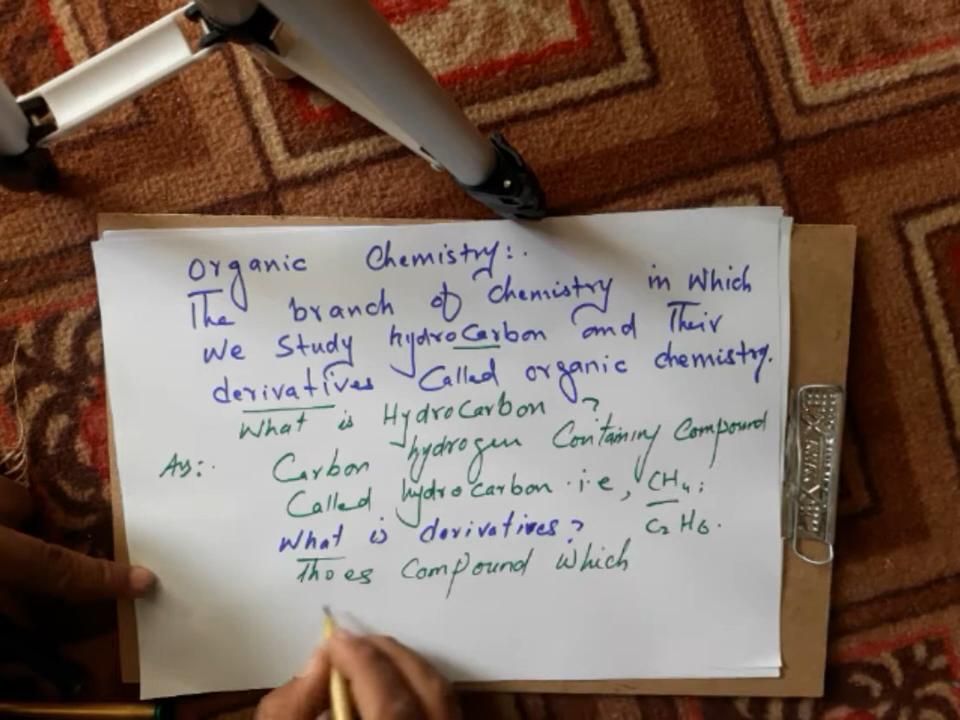 Organic Chemistry:.
The branch of chemistry in which
We Study hydroCarbon and Their
derivatives Called organic chemistry.
What is HydroCarbon ?
As:. Carbon hydrogen Containing Compound
Called hydrocarbon i.e, CH4;
What is derivatives? C2H6.
Thoes Compound which